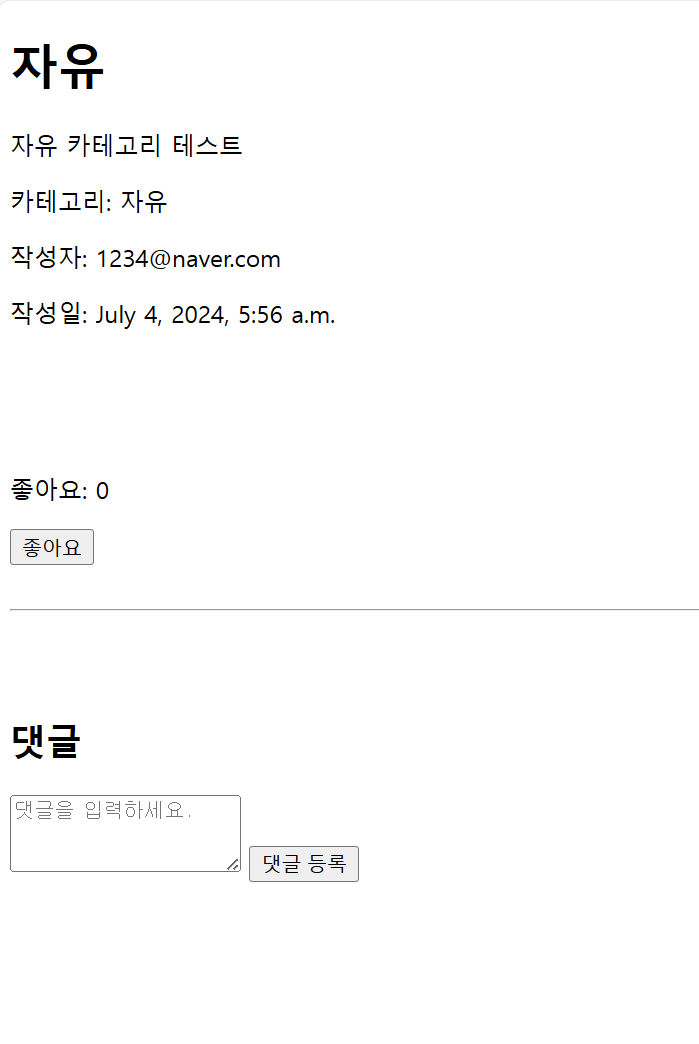 자유
자유 카테고리 테스트
카테고리: 자유
작성자: 1234@naver.com
작성일: July 4, 2024, 5:56 a.m.
좋아요: 0
좋아요
댓글
댓글을 입력하세요.
댓글 등록